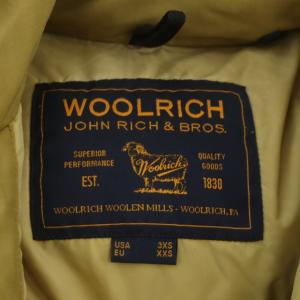 WOOLRICH
JOHN RICH & BROS.
SUPERIOR PERFORMANCE
QUALITY GOODS
Woolrich
EST. 1830
WOOLRICH WOOLEN MILLS - WOOLRICH, PA
USA 3XS
EU XXS